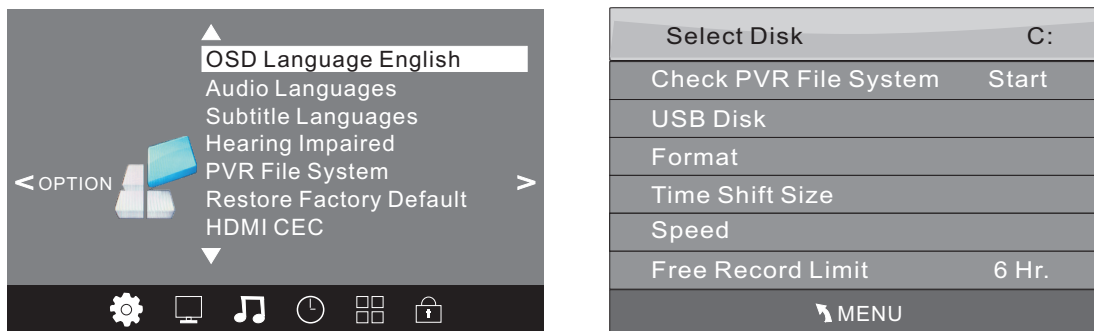 OSD Language English
Audio Languages
Subtitle Languages
Hearing Impaired
PVR File System
Restore Factory Default
HDMI CEC
< OPTION >
Select Disk C:
Check PVR File System Start
USB Disk
Format
Time Shift Size
Speed
Free Record Limit 6 Hr.
MENU